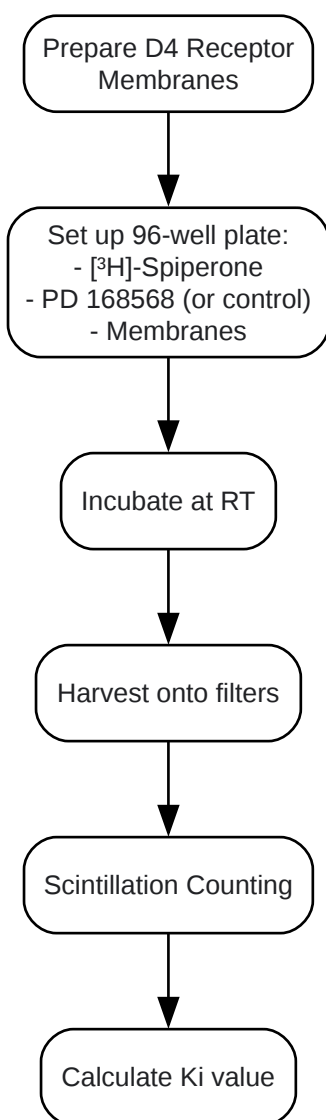 Prepare D4 Receptor
Membranes
Set up 96-well plate:
- [³H]-Spiperone
- PD 168568 (or control)
- Membranes
Incubate at RT
Harvest onto filters
Scintillation Counting
Calculate Ki value